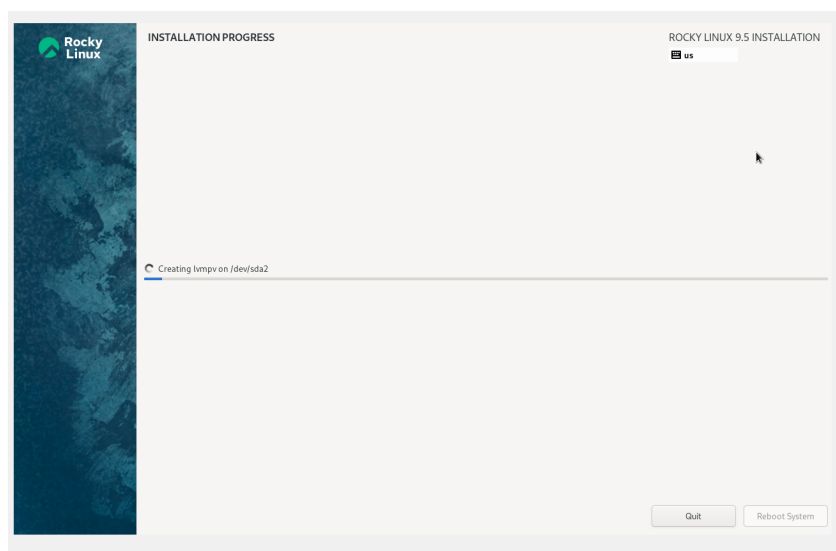 Rocky
Linux
INSTALLATION PROGRESS
ROCKY LINUX 9.5 INSTALLATION
us
Creating lvmpv on /dev/sda2
Quit
Reboot System